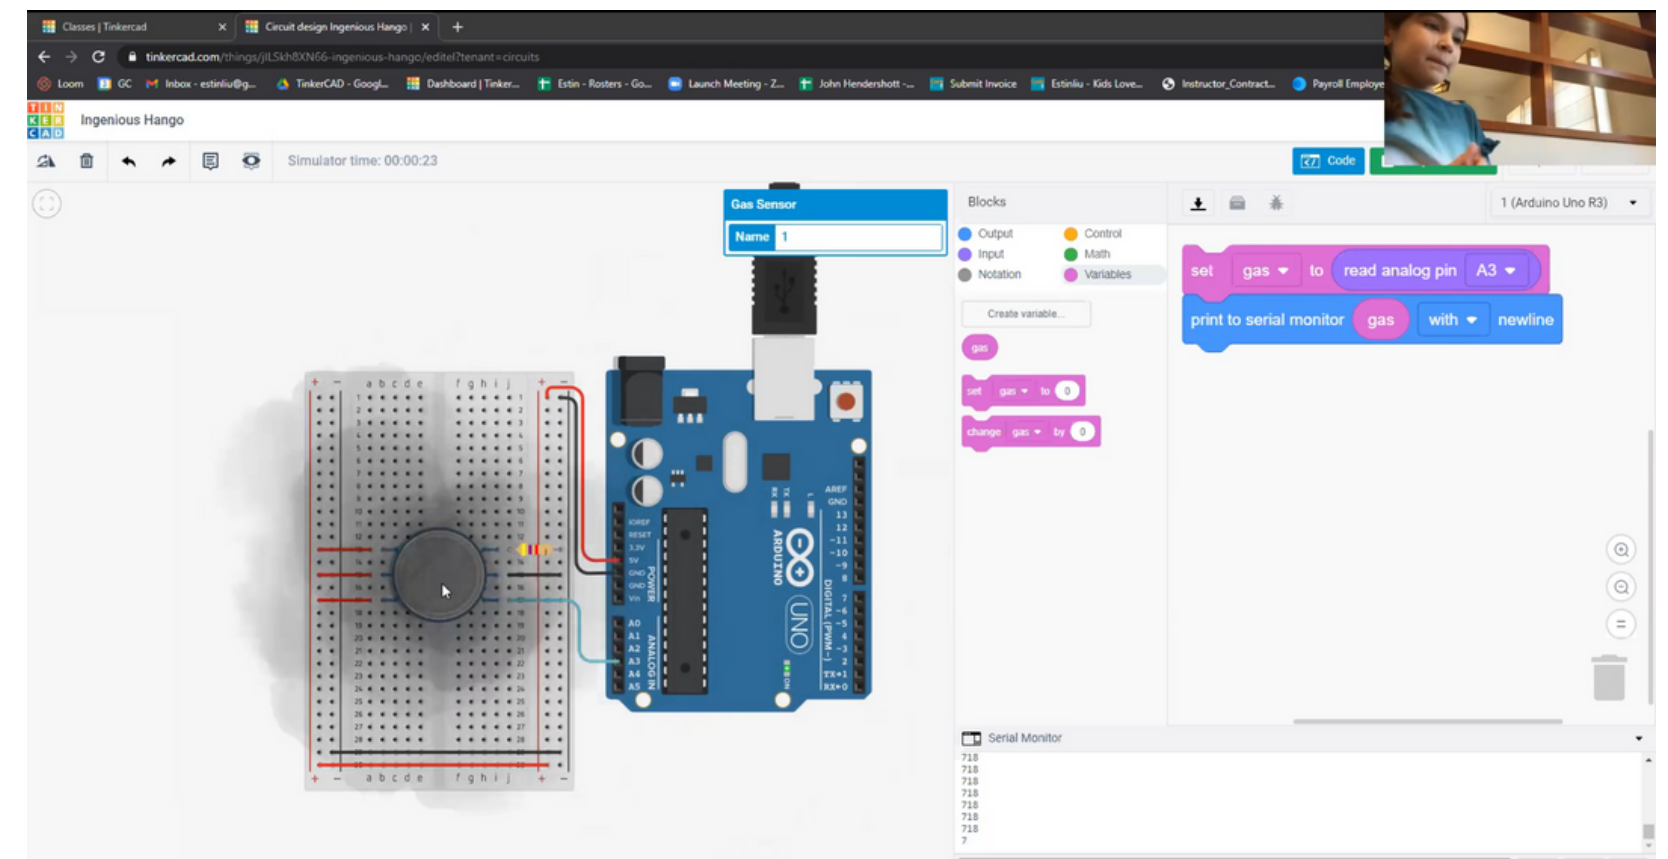 Classes | Tinkercad
Circuit design Ingenious Hango |
tinkercad.com/things/jlLSkh8XN66-ingenious-hango/editel?tenant=circuits
Loom GC Inbox - estinliu@g... TinkerCAD - Googl... Dashboard | Tinker... Estin - Rosters - Go... Launch Meeting - Z... John Hendershott -... Submit Invoice Estinliu - Kids Love... Instructor_Contract... Payroll Employe
TIN
KER
CAD
Ingenious Hango
Simulator time: 00:00:23
Code
Gas Sensor
Name 1
Blocks
Output Control
Input Math
Notation Variables
Create variable...
gas
set gas to 0
change gas by 0
1 (Arduino Uno R3)
set gas to read analog pin A3
print to serial monitor gas with newline
+ - a b c d e f g h i j + -
IOREF
RESET
3.3V
5V
GND
GND
Vin
POWER
A0
A1
A2
A3
A4
A5
ANALOG IN
AREF
GND
13
12
~11
~10
~9
8
7
~6
~5
4
~3
2
TX→1
RX←0
DIGITAL (PWM~)
L
TX
RX
ARDUINO
UNO
ON
+ - a b c d e f g h i j + -
Serial Monitor
718
718
718
718
718
718
718
7